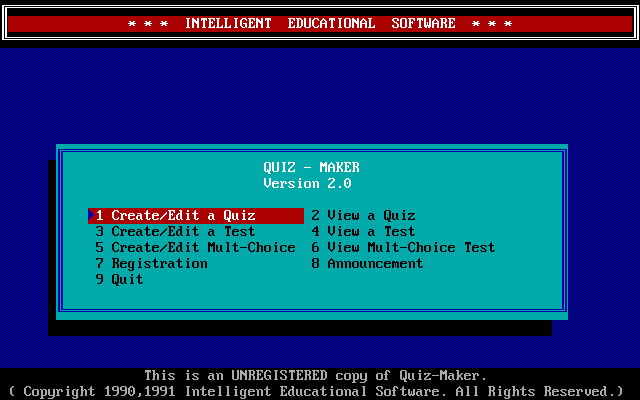 * * * INTELLIGENT EDUCATIONAL SOFTWARE * * *
QUIZ - MAKER
Version 2.0
1 Create/Edit a Quiz 2 View a Quiz
3 Create/Edit a Test 4 View a Test
5 Create/Edit Mult-Choice 6 View Mult-Choice Test
7 Registration 8 Announcement
9 Quit
This is an UNREGISTERED copy of Quiz-Maker.
( Copyright 1990,1991 Intelligent Educational Software. All Rights Reserved.)